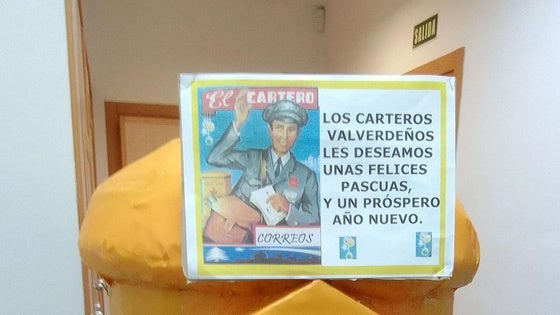 SALIDA
El CARTERO
CORREOS
LOS CARTEROS
VALVERDEÑOS
LES DESEAMOS
UNAS FELICES
PASCUAS,
Y UN PRÓSPERO
AÑO NUEVO.